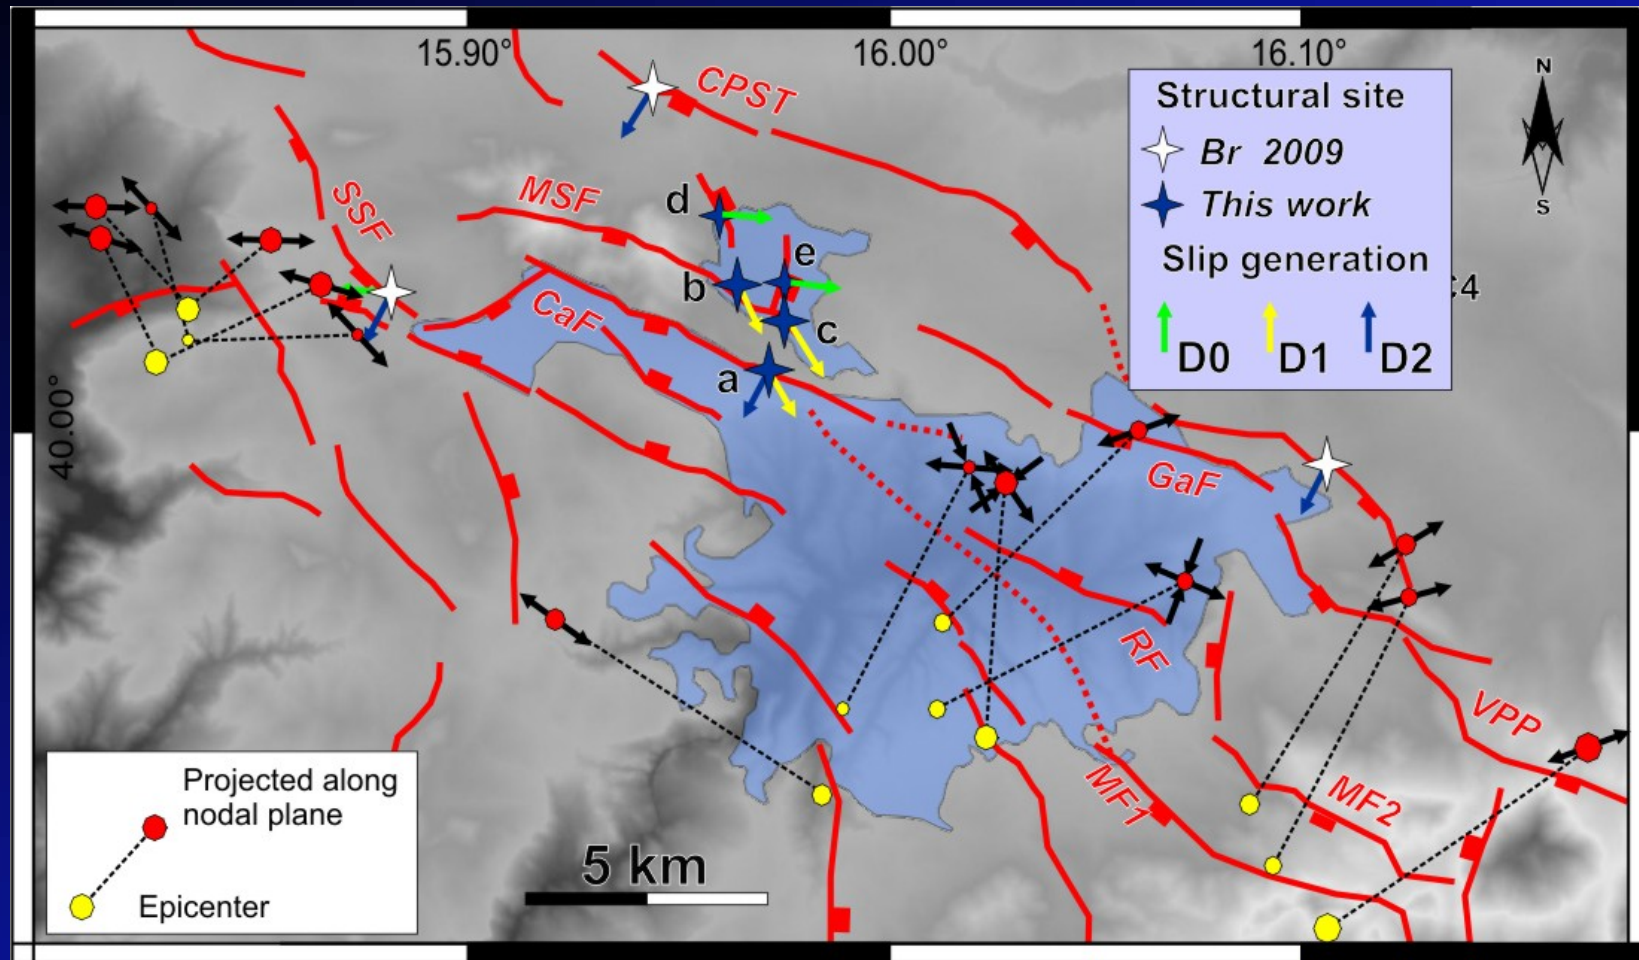 15.90°
16.00°
16.10°
N
S
CPST
Structural site
Br 2009
This work
Slip generation
D0
D1
D2
C4
SSF
MSF
d
e
b
c
CaF
a
40.00°
GaF
RF
VPP
MF1
MF2
Projected along
nodal plane
Epicenter
5 km